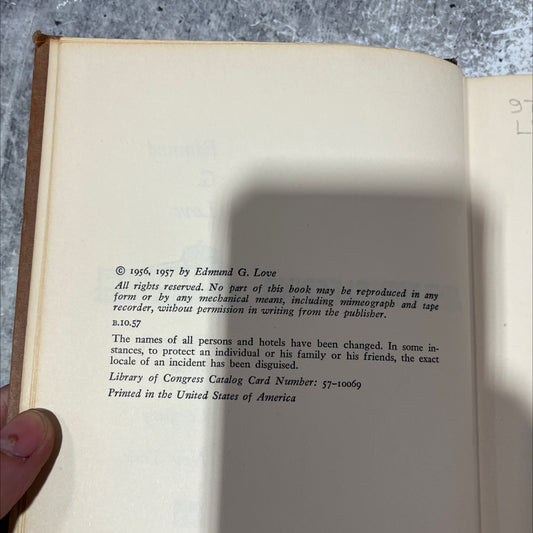 © 1956, 1957 by Edmund G. Love
All rights reserved. No part of this book may be reproduced in any
form or by any mechanical means, including mimeograph and tape
recorder, without permission in writing from the publisher.
B.10.57
The names of all persons and hotels have been changed. In some in-
stances, to protect an individual or his family or his friends, the exact
locale of an incident has been disguised.
Library of Congress Catalog Card Number: 57-10069
Printed in the United States of America